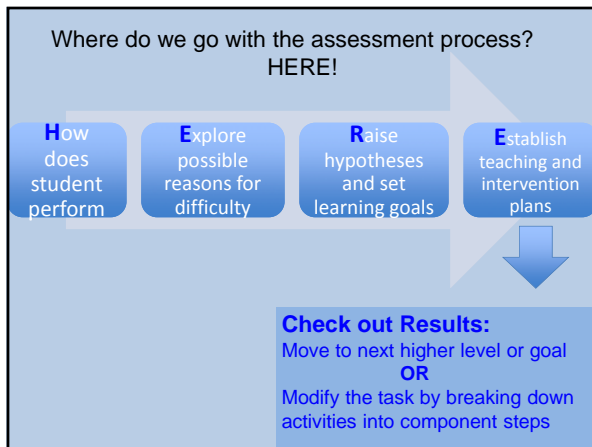 Where do we go with the assessment process?
HERE!
How
does
student
perform
Explore
possible
reasons for
difficulty
Raise
hypotheses
and set
learning goals
Establish
teaching and
intervention
plans
Check out Results:
Move to next higher level or goal
OR
Modify the task by breaking down
activities into component steps